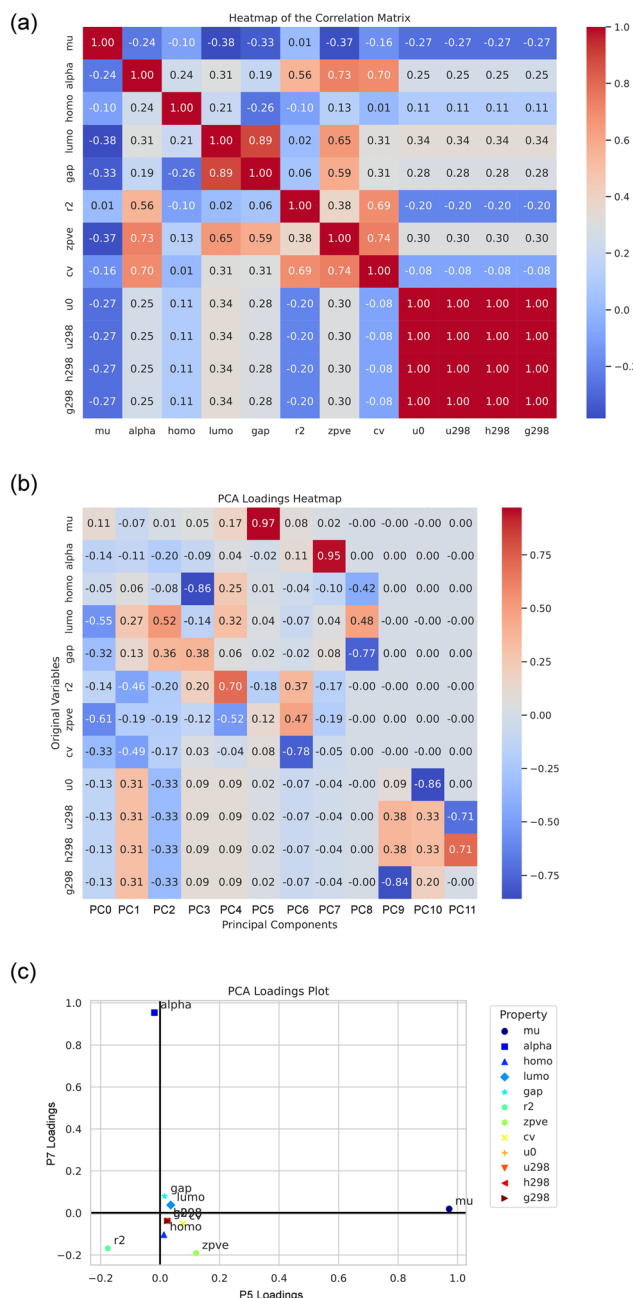 (a)
Heatmap of the Correlation Matrix
mu 1.00 -0.24 -0.10 -0.38 -0.33 0.01 -0.37 -0.16 -0.27 -0.27 -0.27 -0.27
alpha -0.24 1.00 0.24 0.31 0.19 0.56 0.73 0.70 0.25 0.25 0.25 0.25
homo -0.10 0.24 1.00 0.21 -0.26 -0.10 0.13 0.01 0.11 0.11 0.11 0.11
lumo -0.38 0.31 0.21 1.00 0.89 0.02 0.65 0.31 0.34 0.34 0.34 0.34
gap -0.33 0.19 -0.26 0.89 1.00 0.06 0.59 0.31 0.28 0.28 0.28 0.28
r2 0.01 0.56 -0.10 0.02 0.06 1.00 0.38 0.69 -0.20 -0.20 -0.20 -0.20
zpve -0.37 0.73 0.13 0.65 0.59 0.38 1.00 0.74 0.30 0.30 0.30 0.30
cv -0.16 0.70 0.01 0.31 0.31 0.69 0.74 1.00 -0.08 -0.08 -0.08 -0.08
u0 -0.27 0.25 0.11 0.34 0.28 -0.20 0.30 -0.08 1.00 1.00 1.00 1.00
u298 -0.27 0.25 0.11 0.34 0.28 -0.20 0.30 -0.08 1.00 1.00 1.00 1.00
h298 -0.27 0.25 0.11 0.34 0.28 -0.20 0.30 -0.08 1.00 1.00 1.00 1.00
g298 -0.27 0.25 0.11 0.34 0.28 -0.20 0.30 -0.08 1.00 1.00 1.00 1.00
mu alpha homo lumo gap r2 zpve cv u0 u298 h298 g298
1.0
0.8
0.6
0.4
0.2
0.0
-0.2
(b)
PCA Loadings Heatmap
Original Variables
mu 0.11 -0.07 0.01 0.05 0.17 0.97 0.08 0.02 -0.00 -0.00 -0.00 0.00
alpha -0.14 -0.11 -0.20 -0.09 0.04 -0.02 0.11 0.95 0.00 0.00 0.00 0.00
homo -0.05 0.06 -0.08 -0.86 0.25 0.01 -0.04 -0.10 -0.42 0.00 0.00 0.00
lumo -0.55 0.27 0.52 -0.14 0.32 0.04 -0.07 0.04 0.48 0.00 0.00 -0.00
gap -0.32 0.13 0.36 0.38 0.06 0.02 -0.02 0.08 -0.77 0.00 -0.00 0.00
r2 -0.14 -0.46 -0.20 0.20 0.70 -0.18 0.37 -0.17 -0.00 -0.00 -0.00 -0.00
zpve -0.61 -0.19 -0.19 -0.12 -0.52 0.12 0.47 -0.19 0.00 -0.00 -0.00 -0.00
cv -0.33 -0.49 -0.17 0.03 -0.04 0.08 -0.78 -0.05 0.00 -0.00 0.00 0.00
u0 -0.13 0.31 -0.33 0.09 0.09 0.02 -0.07 -0.04 0.00 0.09 -0.86 0.00
u298 -0.13 0.31 -0.33 0.09 0.09 0.02 -0.07 -0.04 -0.00 0.38 0.33 -0.71
h298 -0.13 0.31 -0.33 0.09 0.09 0.02 -0.07 -0.04 -0.00 0.38 0.33 0.71
g298 -0.13 0.31 -0.33 0.09 0.09 0.02 -0.07 -0.04 0.00 -0.84 0.20 -0.00
PC0 PC1 PC2 PC3 PC4 PC5 PC6 PC7 PC8 PC9 PC10 PC11
Principal Components
0.75
0.50
0.25
0.00
-0.25
-0.50
-0.75
(c)
PCA Loadings Plot
P7 Loadings
1.0
0.8
0.6
0.4
0.2
0.0
-0.2
alpha
gap
lumo
cv
homo
mu
r2
zpve
-0.2 0.0 0.2 0.4 0.6 0.8 1.0
P5 Loadings
Property
mu
alpha
homo
lumo
gap
r2
zpve
cv
u0
u298
h298
g298